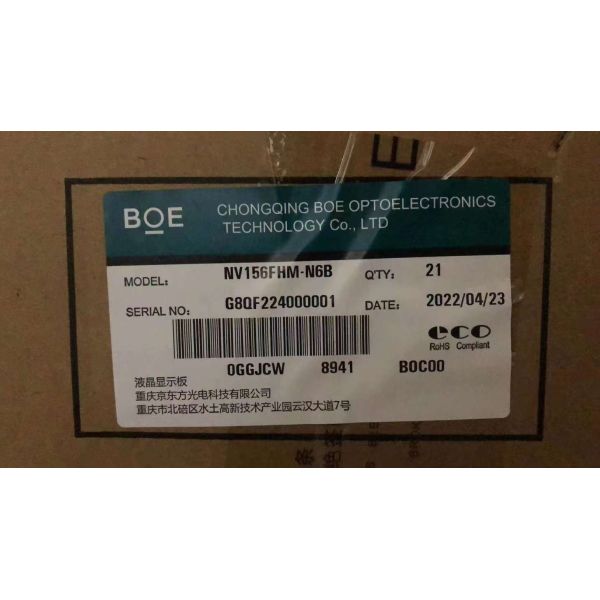 E
BOE
CHONGQING BOE OPTOELECTRONICS
TECHNOLOGY Co., LTD
MODEL: NV156FHM-N6B Q'TY: 21
SERIAL NO: G8QF224000001 DATE: 2022/04/23
eco
RoHS Compliant
0GGJCW 8941 B0C00
液晶显示板
重庆京东方光电科技有限公司
重庆市北碚区水土高新技术产业园云汉大道7号